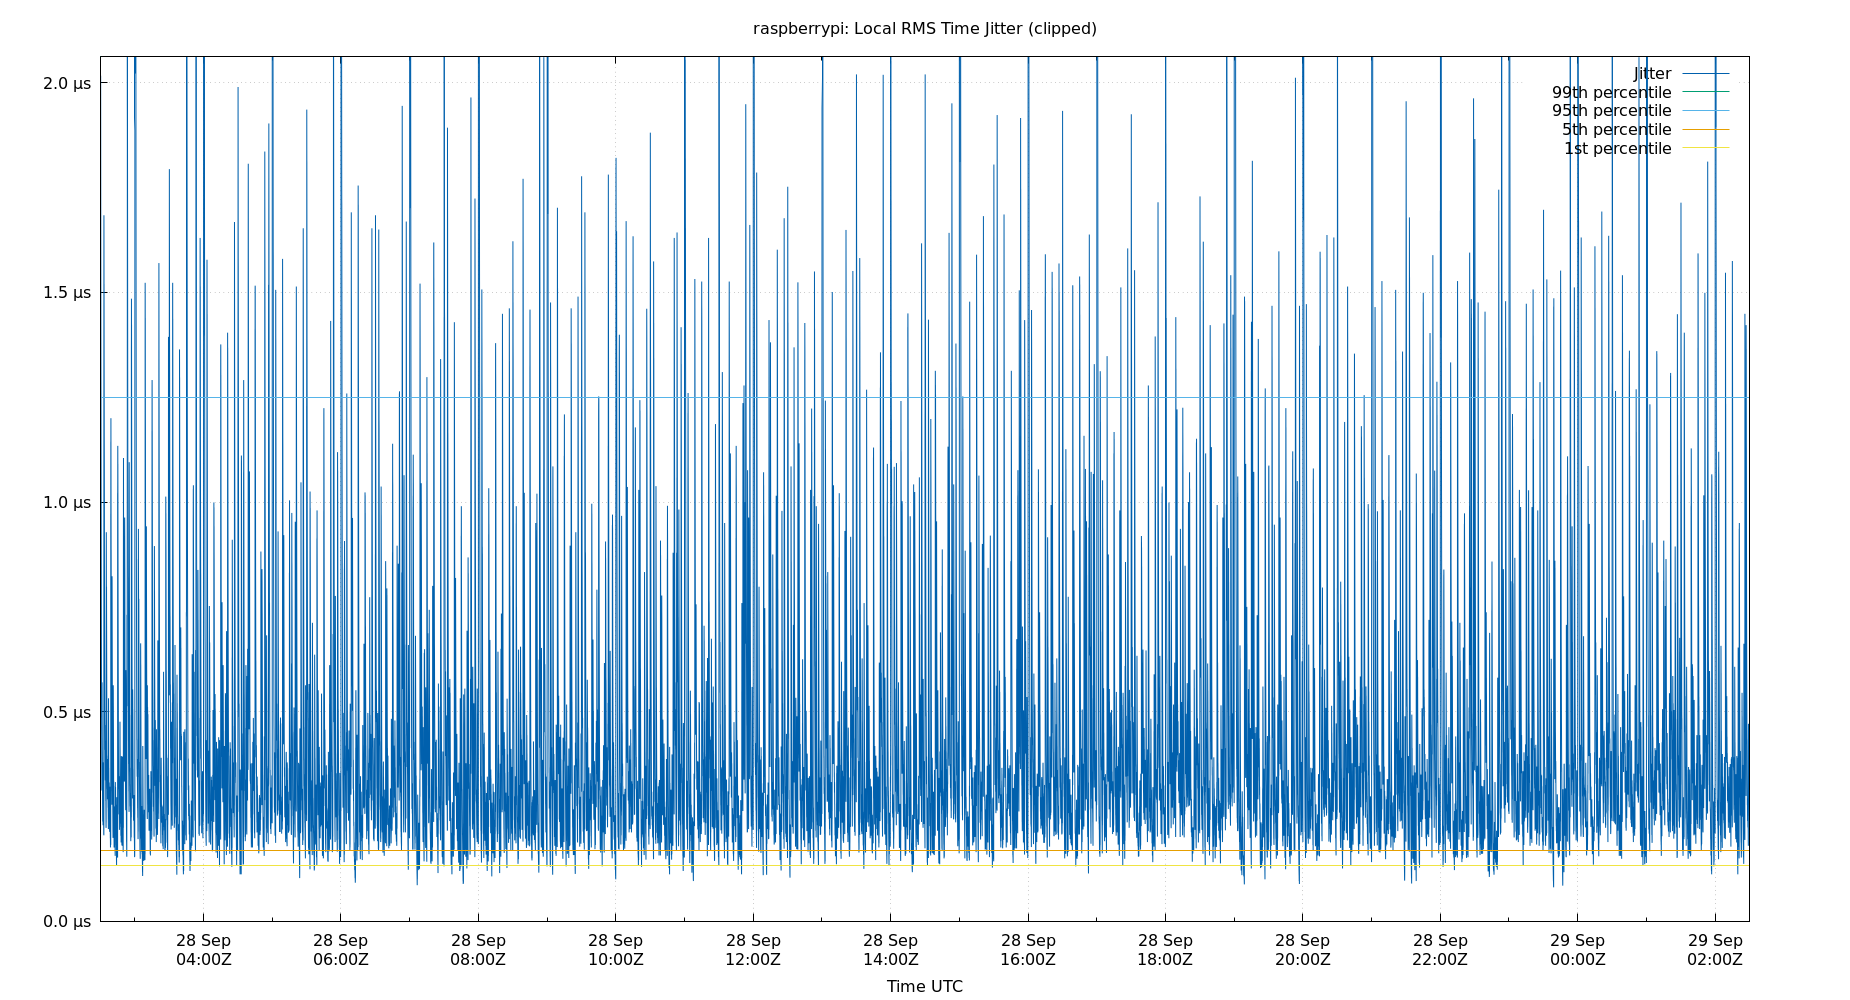 raspberrypi: Local RMS Time Jitter (clipped)
2.0 µs
1.5 µs
1.0 µs
0.5 µs
0.0 µs
Jitter
99th percentile
95th percentile
5th percentile
1st percentile
28 Sep 28 Sep 28 Sep 28 Sep 28 Sep 28 Sep 28 Sep 28 Sep 28 Sep 28 Sep 29 Sep 29 Sep
04:00Z 06:00Z 08:00Z 10:00Z 12:00Z 14:00Z 16:00Z 18:00Z 20:00Z 22:00Z 00:00Z 02:00Z
Time UTC